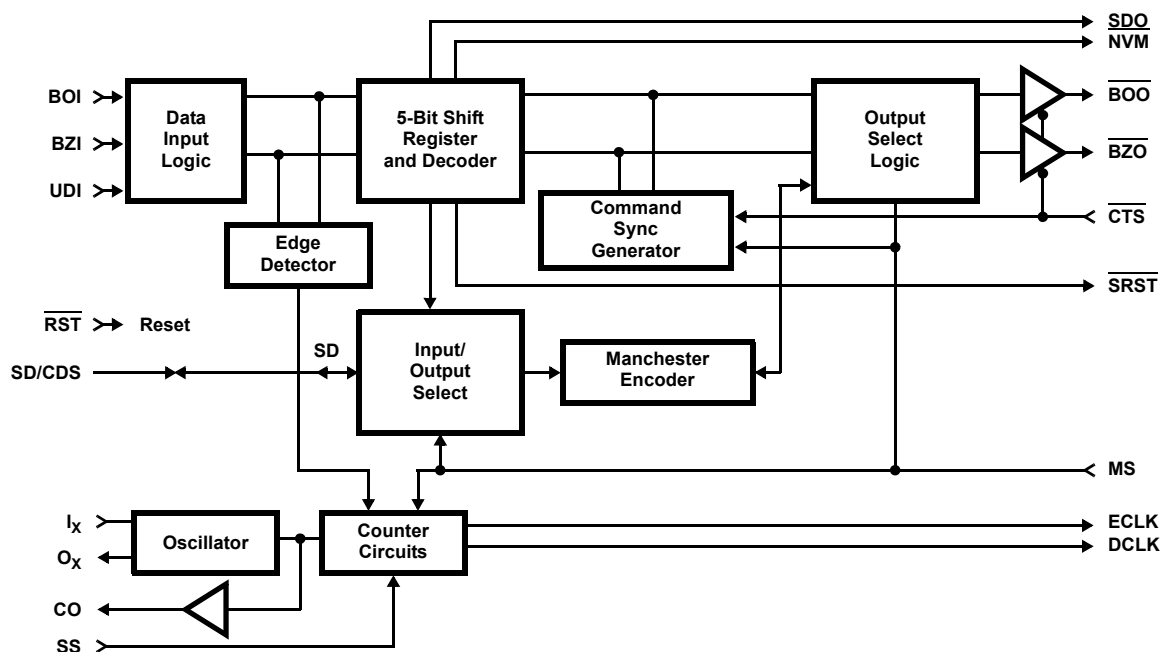 SDO
NVM
BOI
BZI
UDI
Data
Input
Logic
5-Bit Shift
Register
and Decoder
Output
Select
Logic
BOO
BZO
CTS
Command
Sync
Generator
Edge
Detector
SRST
RST
Reset
SD/CDS
SD
Input/
Output
Select
Manchester
Encoder
MS
IX
OX
Oscillator
Counter
Circuits
ECLK
DCLK
CO
SS